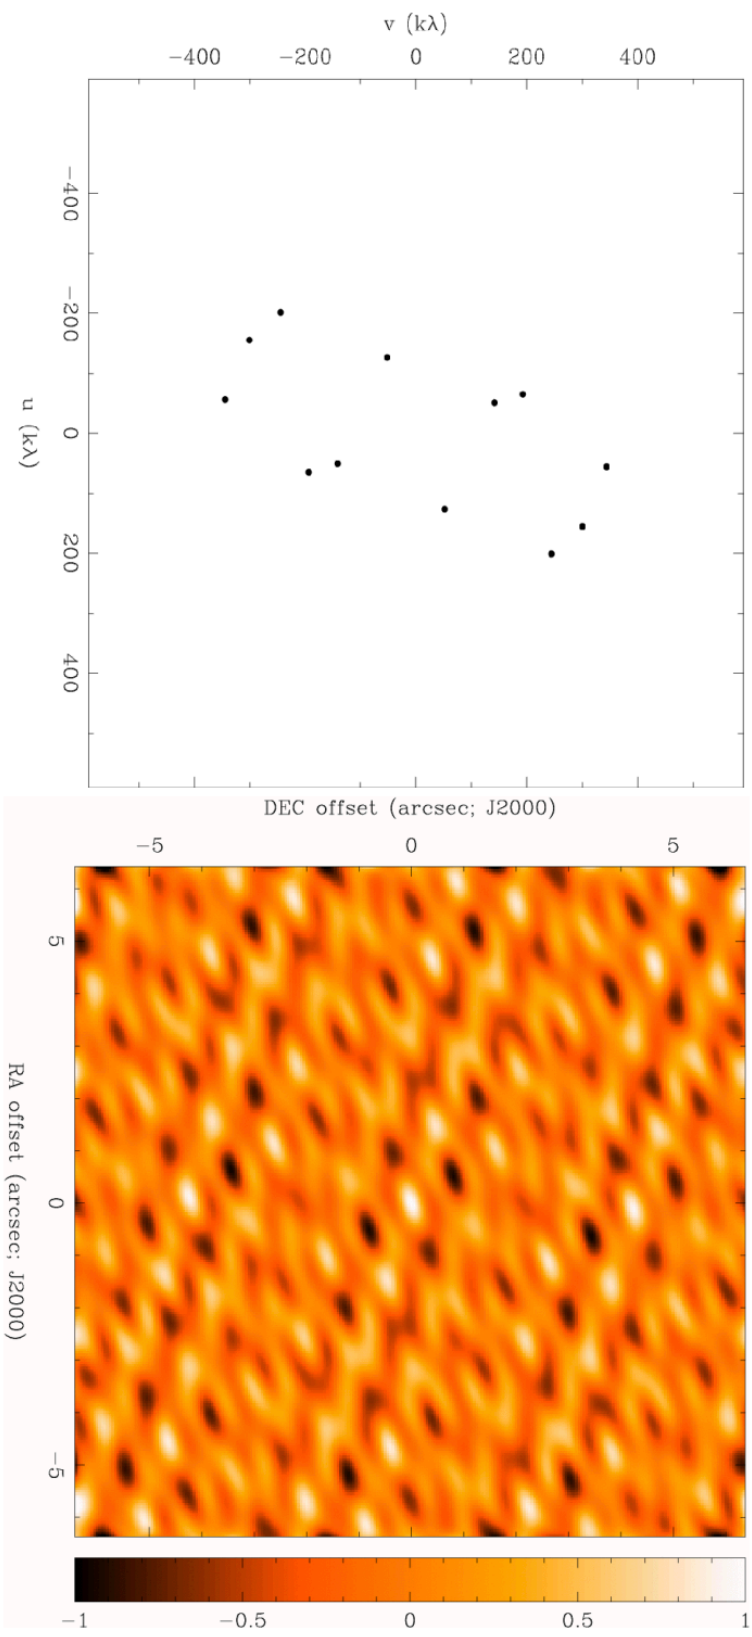 v (kλ)
−400 −200 0 200 400
−400
−200
0
200
400
u (kλ)
DEC offset (arcsec; J2000)
−5 0 5
5
0
−5
RA offset (arcsec; J2000)
−1 −0.5 0 0.5 1